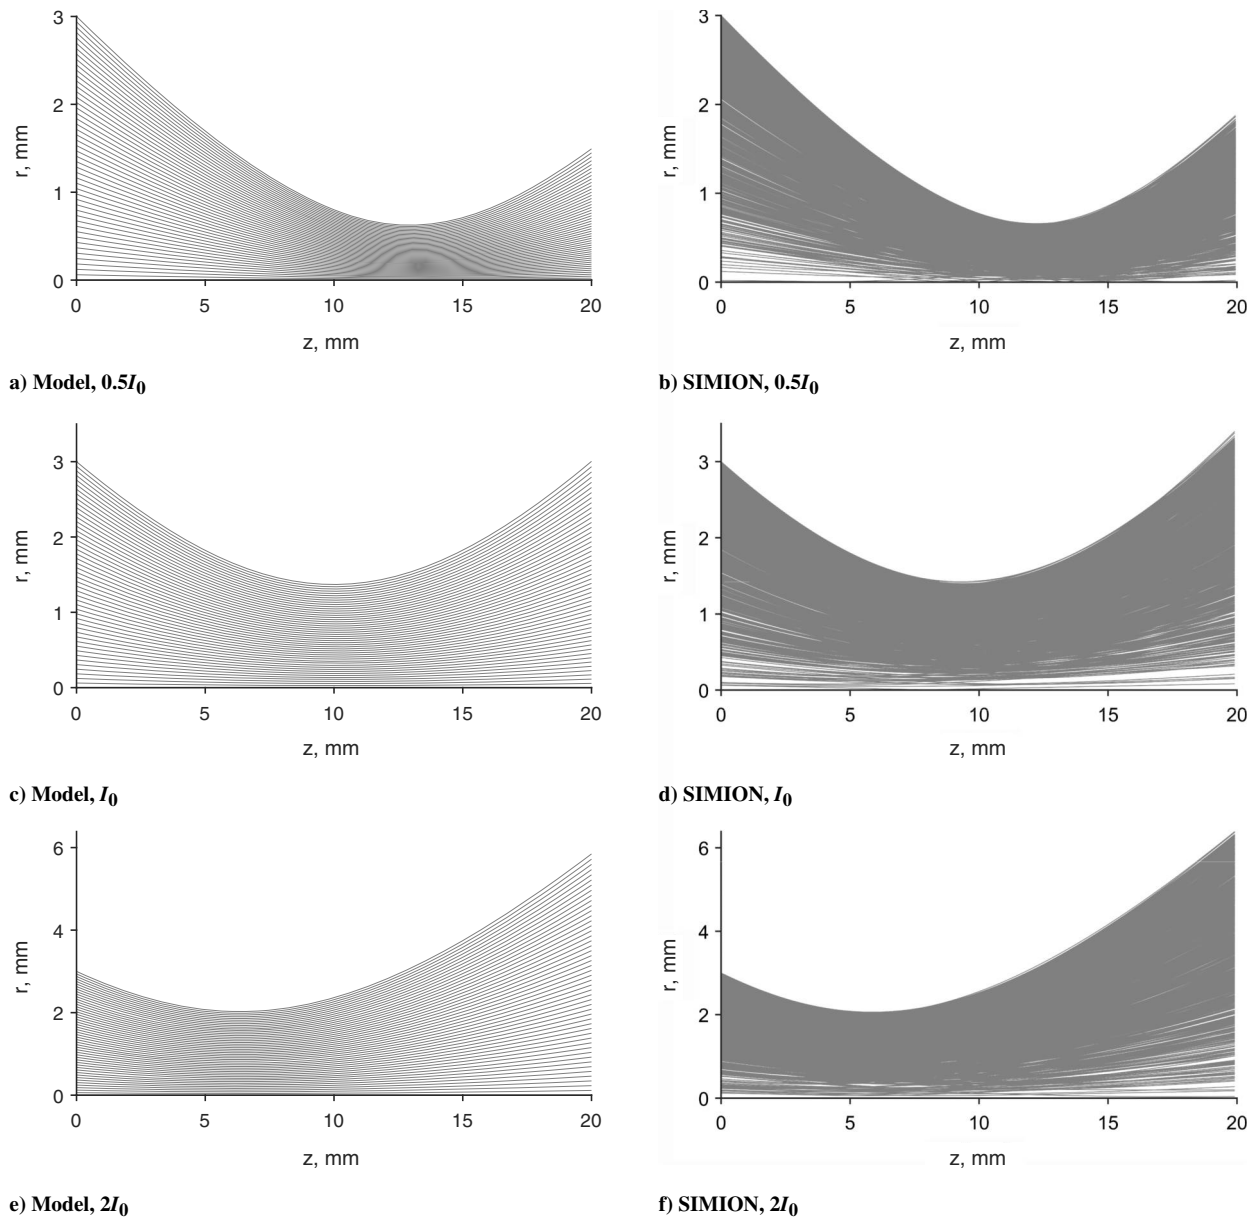 3
2
1
0
r, mm
0 5 10 15 20
z, mm
a) Model, 0.5I0
3
2
1
0
r, mm
0 5 10 15 20
z, mm
b) SIMION, 0.5I0
3
2
1
0
r, mm
0 5 10 15 20
z, mm
c) Model, I0
3
2
1
0
r, mm
0 5 10 15 20
z, mm
d) SIMION, I0
6
4
2
0
r, mm
0 5 10 15 20
z, mm
e) Model, 2I0
6
4
2
0
r, mm
0 5 10 15 20
z, mm
f) SIMION, 2I0